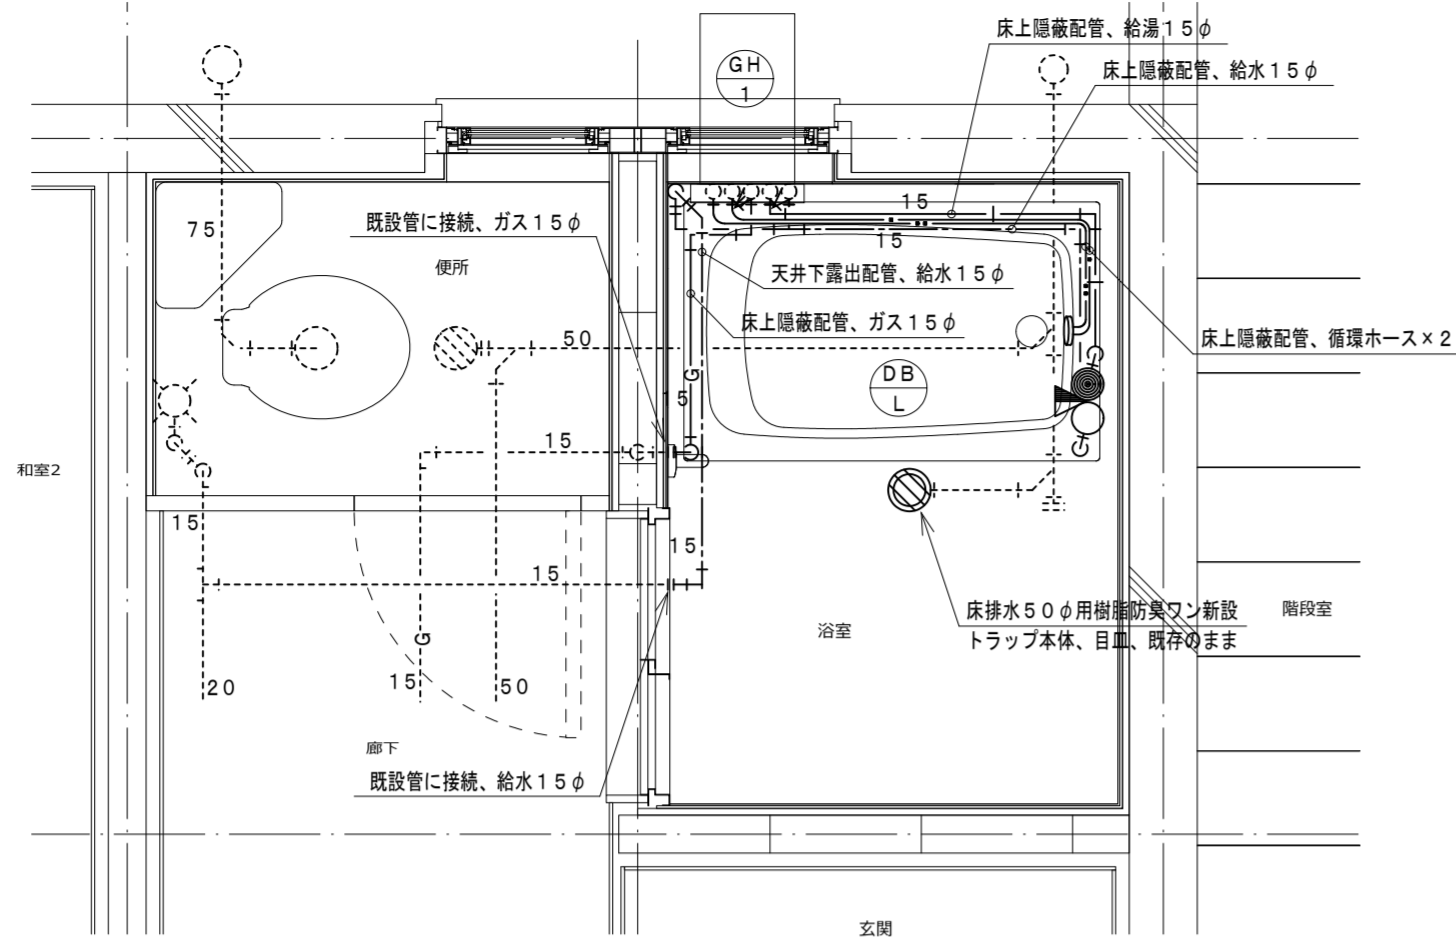 床上隠蔽配管、給湯１５φ
GH
1
床上隠蔽配管、給水１５φ
15
75
既設管に接続、ガス１５φ
15
便所
天井下露出配管、給水１５φ
床上隠蔽配管、ガス１５φ
50
床上隠蔽配管、循環ホース×２
G
DB
L
15
15
和室2
15
15
15
床排水５０φ用樹脂防臭ワン新設
トラップ本体、目皿、既存のまま
階段室
浴室
G
20
15
50
廊下
既設管に接続、給水１５φ
玄関